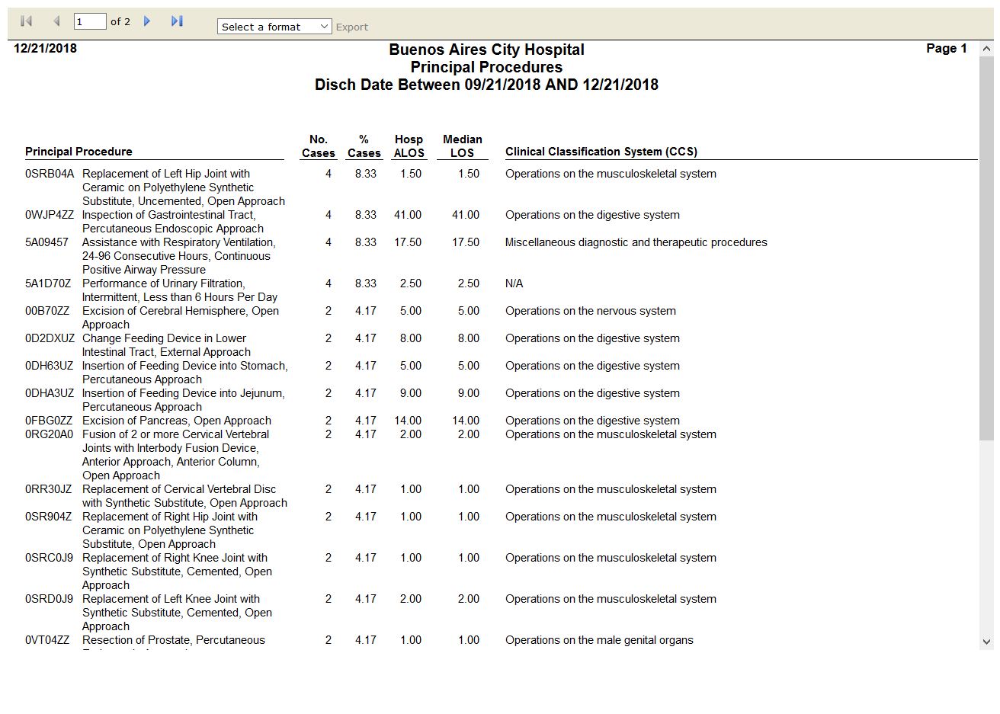 1 of 2 Select a format Export
12/21/2018 Buenos Aires City Hospital Page 1
Principal Procedures
Disch Date Between 09/21/2018 AND 12/21/2018
No. % Hosp Median
Principal Procedure Cases Cases ALOS LOS Clinical Classification System (CCS)
0SRB04A Replacement of Left Hip Joint with 4 8.33 1.50 1.50 Operations on the musculoskeletal system
Ceramic on Polyethylene Synthetic
Substitute, Uncemented, Open Approach
0WJP4ZZ Inspection of Gastrointestinal Tract, 4 8.33 41.00 41.00 Operations on the digestive system
Percutaneous Endoscopic Approach
5A09457 Assistance with Respiratory Ventilation, 4 8.33 17.50 17.50 Miscellaneous diagnostic and therapeutic procedures
24-96 Consecutive Hours, Continuous
Positive Airway Pressure
5A1D70Z Performance of Urinary Filtration, 4 8.33 2.50 2.50 N/A
Intermittent, Less than 6 Hours Per Day
00B70ZZ Excision of Cerebral Hemisphere, Open 2 4.17 5.00 5.00 Operations on the nervous system
Approach
0D2DXUZ Change Feeding Device in Lower 2 4.17 8.00 8.00 Operations on the digestive system
Intestinal Tract, External Approach
0DH63UZ Insertion of Feeding Device into Stomach, 2 4.17 5.00 5.00 Operations on the digestive system
Percutaneous Approach
0DHA3UZ Insertion of Feeding Device into Jejunum, 2 4.17 9.00 9.00 Operations on the digestive system
Percutaneous Approach
0FBG0ZZ Excision of Pancreas, Open Approach 2 4.17 14.00 14.00 Operations on the digestive system
0RG20A0 Fusion of 2 or more Cervical Vertebral 2 4.17 2.00 2.00 Operations on the musculoskeletal system
Joints with Interbody Fusion Device,
Anterior Approach, Anterior Column,
Open Approach
0RR30JZ Replacement of Cervical Vertebral Disc 2 4.17 1.00 1.00 Operations on the musculoskeletal system
with Synthetic Substitute, Open Approach
0SR904Z Replacement of Right Hip Joint with 2 4.17 1.00 1.00 Operations on the musculoskeletal system
Ceramic on Polyethylene Synthetic
Substitute, Open Approach
0SRC0J9 Replacement of Right Knee Joint with 2 4.17 1.00 1.00 Operations on the musculoskeletal system
Synthetic Substitute, Cemented, Open
Approach
0SRD0J9 Replacement of Left Knee Joint with 2 4.17 2.00 2.00 Operations on the musculoskeletal system
Synthetic Substitute, Cemented, Open
Approach
0VT04ZZ Resection of Prostate, Percutaneous 2 4.17 1.00 1.00 Operations on the male genital organs